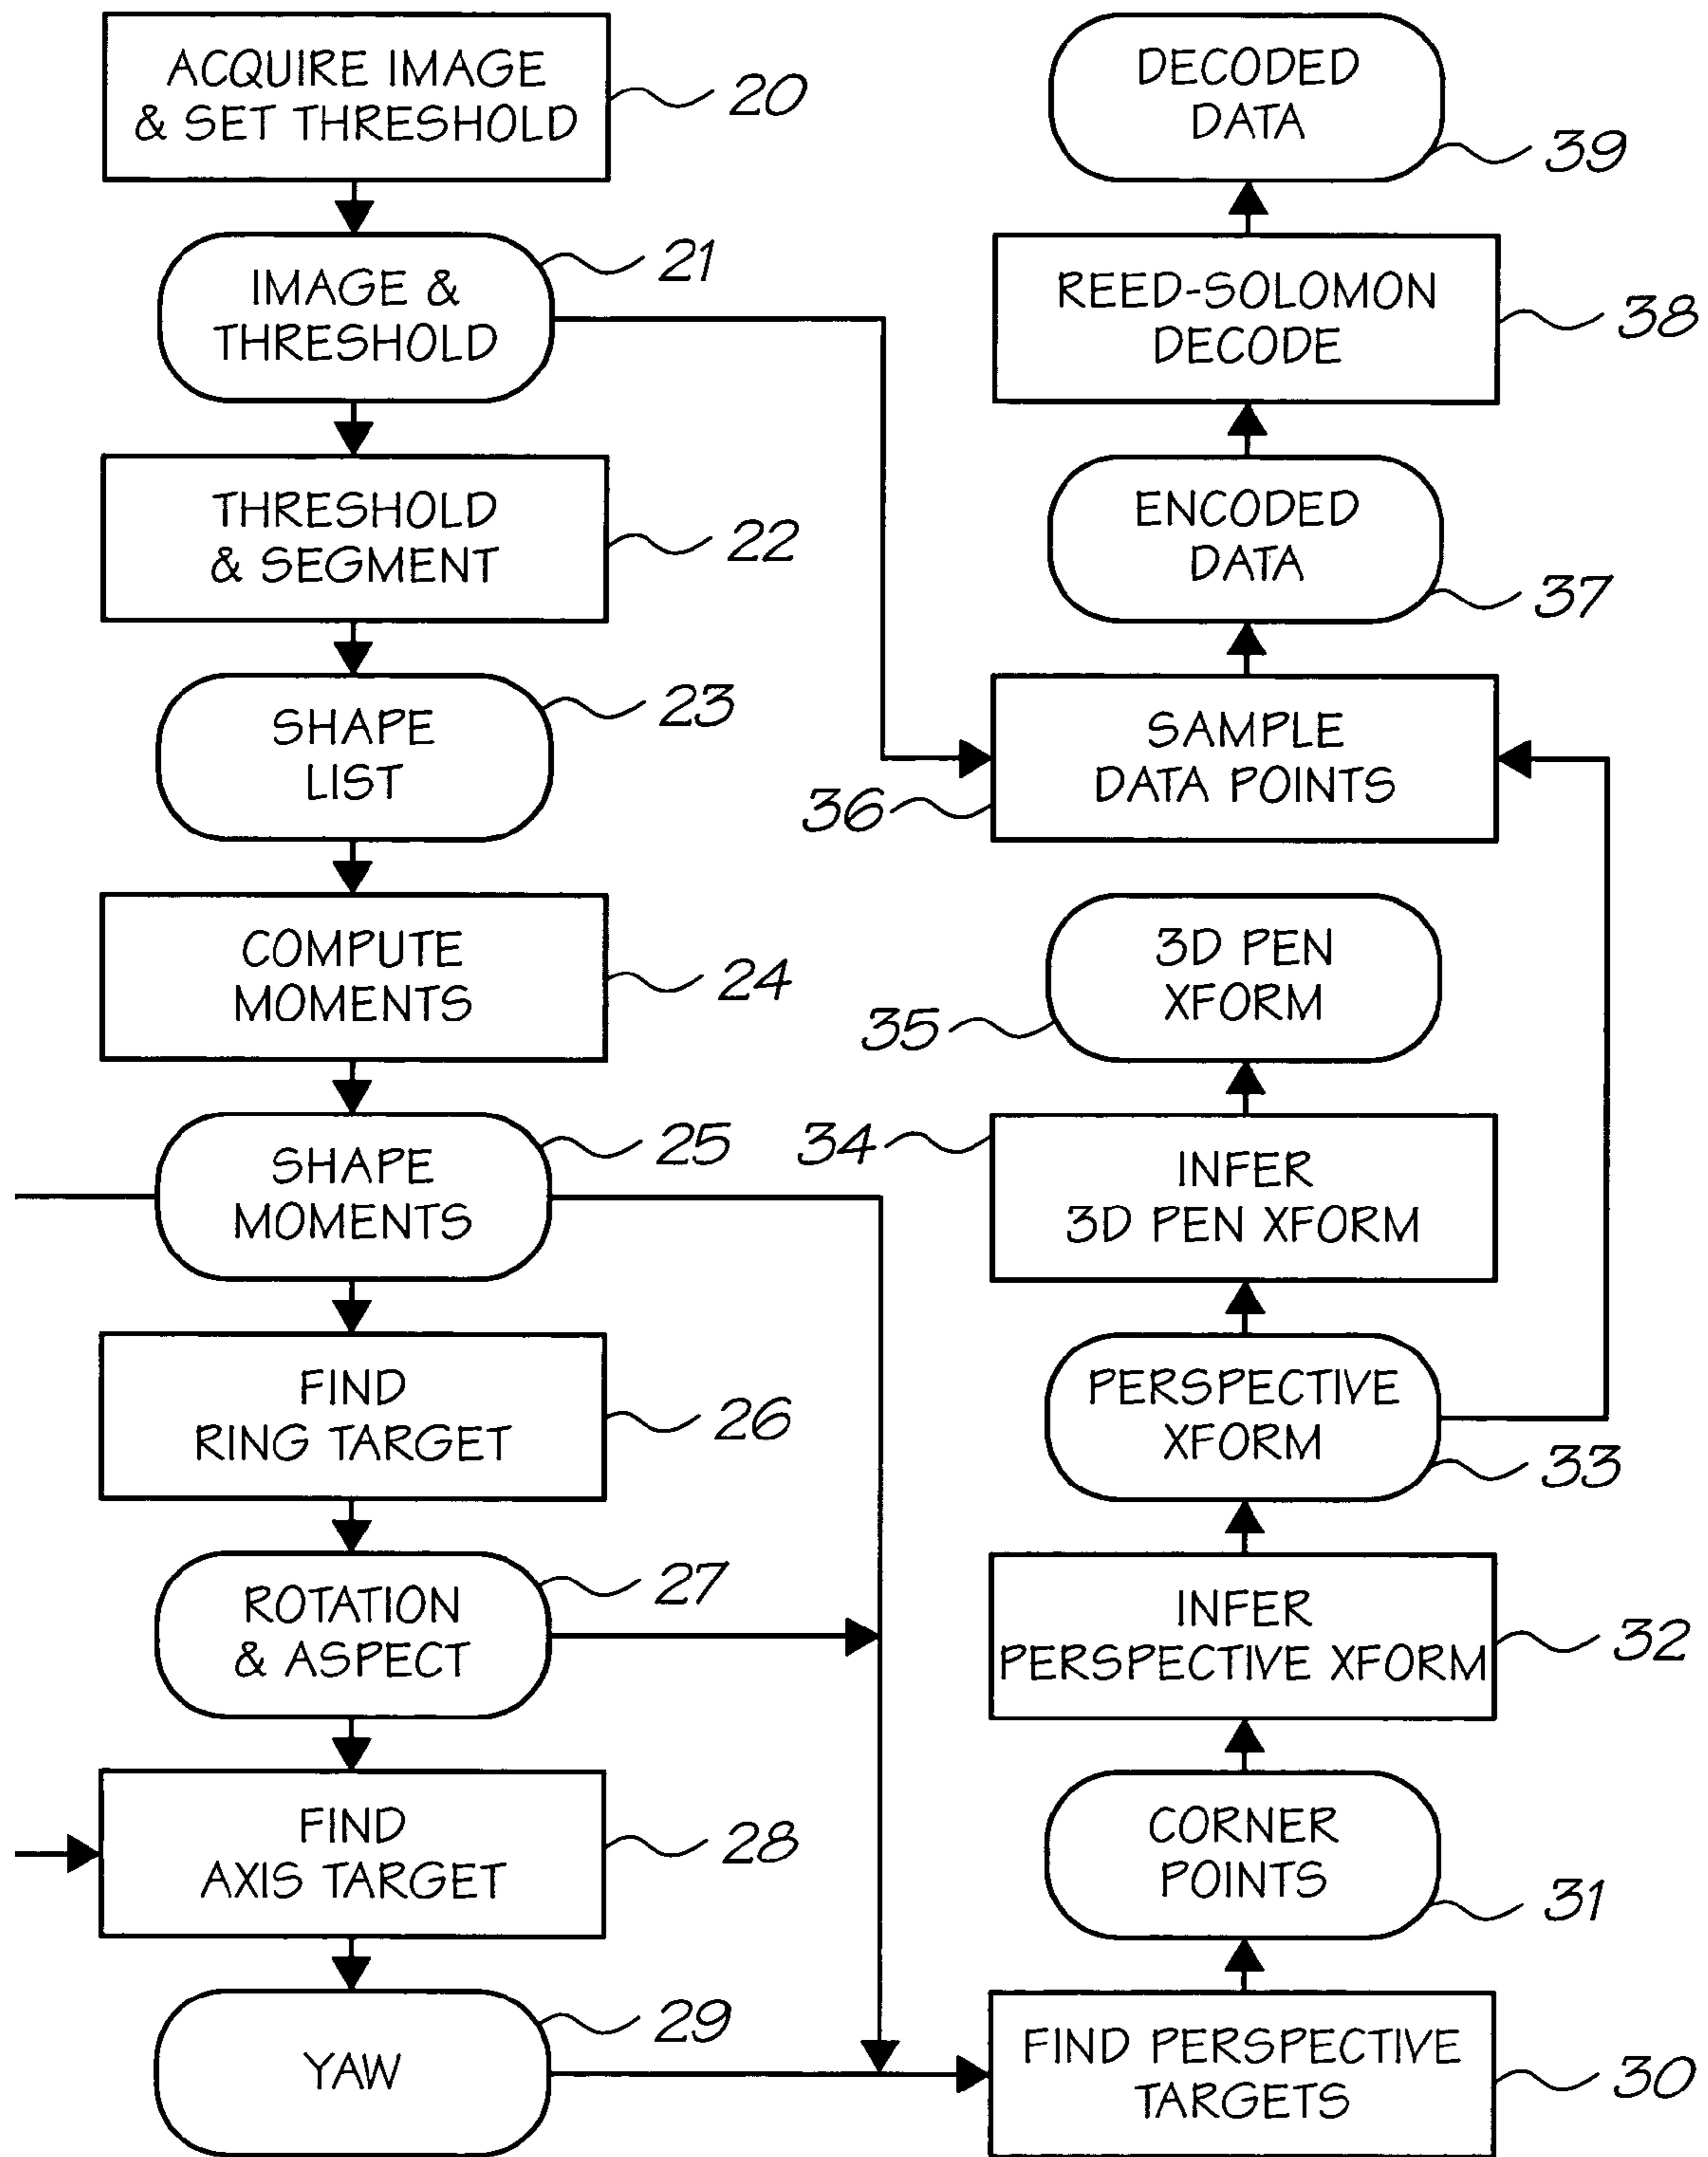 ACQUIRE IMAGE
& SET THRESHOLD
20
IMAGE &
THRESHOLD
21
THRESHOLD
& SEGMENT
22
SHAPE
LIST
23
COMPUTE
MOMENTS
24
SHAPE
MOMENTS
25
FIND
RING TARGET
26
ROTATION
& ASPECT
27
FIND
AXIS TARGET
28
YAW
29
DECODED
DATA
39
REED-SOLOMON
DECODE
38
ENCODED
DATA
37
SAMPLE
DATA POINTS
36
3D PEN
XFORM
35
INFER
3D PEN XFORM
34
PERSPECTIVE
XFORM
33
INFER
PERSPECTIVE XFORM
32
CORNER
POINTS
31
FIND PERSPECTIVE
TARGETS
30